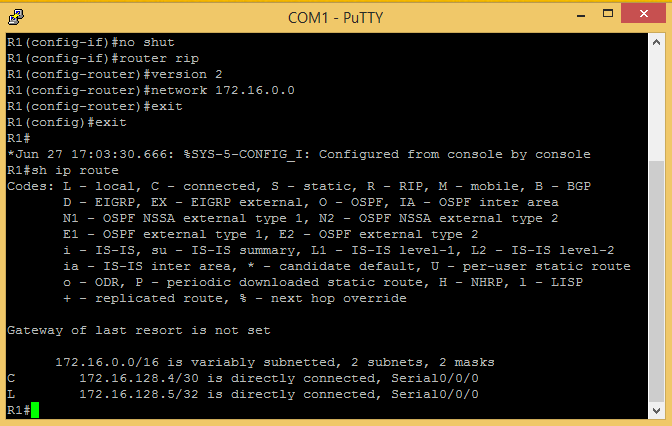 COM1 - PuTTY
R1(config-if)#no shut
R1(config-if)#router rip
R1(config-router)#version 2
R1(config-router)#network 172.16.0.0
R1(config-router)#exit
R1(config)#exit
R1#
*Jun 27 17:03:30.666: %SYS-5-CONFIG_I: Configured from console by console
R1#sh ip route
Codes: L - local, C - connected, S - static, R - RIP, M - mobile, B - BGP
       D - EIGRP, EX - EIGRP external, O - OSPF, IA - OSPF inter area
       N1 - OSPF NSSA external type 1, N2 - OSPF NSSA external type 2
       E1 - OSPF external type 1, E2 - OSPF external type 2
       i - IS-IS, su - IS-IS summary, L1 - IS-IS level-1, L2 - IS-IS level-2
       ia - IS-IS inter area, * - candidate default, U - per-user static route
       o - ODR, P - periodic downloaded static route, H - NHRP, l - LISP
       + - replicated route, % - next hop override
Gateway of last resort is not set
      172.16.0.0/16 is variably subnetted, 2 subnets, 2 masks
C        172.16.128.4/30 is directly connected, Serial0/0/0
L        172.16.128.5/32 is directly connected, Serial0/0/0
R1#